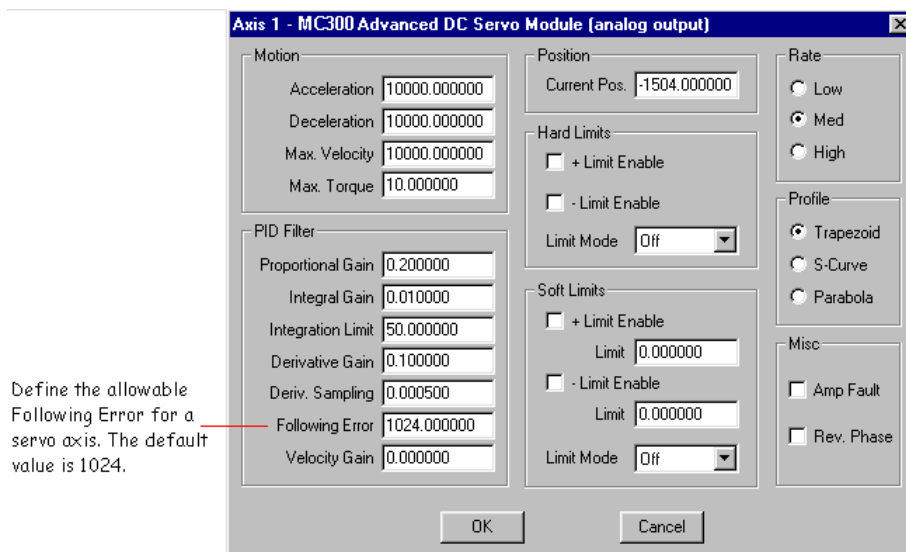 Axis 1 - MC300 Advanced DC Servo Module (analog output)
Motion
Acceleration 10000.000000
Deceleration 10000.000000
Max. Velocity 10000.000000
Max. Torque 10.000000
PID Filter
Proportional Gain 0.200000
Integral Gain 0.010000
Integration Limit 50.000000
Derivative Gain 0.100000
Deriv. Sampling 0.000500
Following Error 1024.000000
Velocity Gain 0.000000
Define the allowable
Following Error for a
servo axis. The default
value is 1024.
Position
Current Pos. -1504.000000
Hard Limits
+ Limit Enable
- Limit Enable
Limit Mode Off
Soft Limits
+ Limit Enable
Limit 0.000000
- Limit Enable
Limit 0.000000
Limit Mode Off
Rate
Low
Med
High
Profile
Trapezoid
S-Curve
Parabola
Misc
Amp Fault
Rev. Phase
OK
Cancel